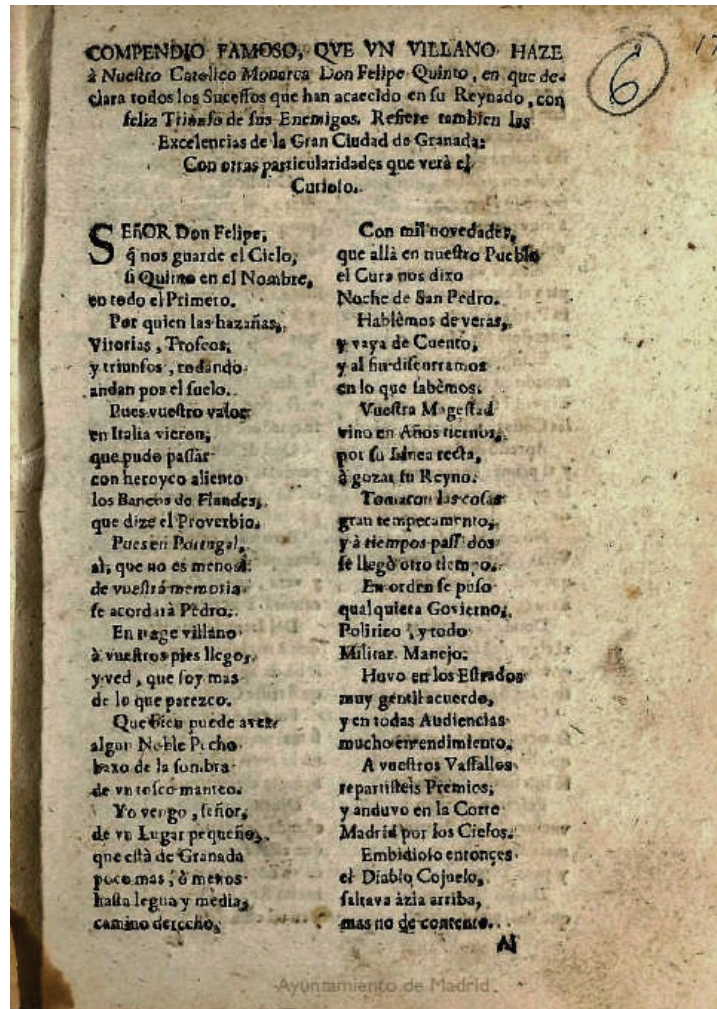 COMPENDIO FAMOSO, QVE VN VILLANO HAZE
à Nuestro Catolico Monarca Don Felipe Quinto, en que de-
clara todos los Sucessos que han acaecido en su Reynado, con
feliz Triunfo de sus Enemigos. Refiere tambien las
Excelencias de la Gran Ciudad de Granada:
Con otras particularidades que verà el
Curioso.
6
17
SEñOR Don Felipe,
q̃ nos guarde el Cielo,
si Quinto en el Nombre,
en todo el Primero.
Por quien las hazañas,
Vitorias, Trofeos,
y triunfos, rodando
andan por el suelo.
Pues vuestro valor
en Italia vieron,
que pudo passàr
con heroyco aliento
los Bancos de Flandes,
que dize el Proverbio.
Pues en Portugal,
al, que no es menos
de vuestra memoria
se acordarà Pedro.
En trage villano
à vuestros pies llego,
y ved, que soy mas
de lo que parezco.
Que bien puede aver
algun Noble Pecho
baxo de la sombra
de vn tosco manteo.
Yo vengo, señor,
de vn Lugar pequeño,
que està de Granada
poco mas, ò menos
hasta legua y media,
camino derecho,
Con mil novedades,
que allà en nuestro Pueblo
el Cura nos dixo
Noche de San Pedro.
Hablèmos de veras,
y vaya de Cuento,
y al fin discurramos
en lo que sabèmos.
Vuestra Magestad
vino en Años tiernos,
por su Linea recta,
à gozar su Reyno.
Tomaron las cosas
gran temperamento,
y à tiempos passados
se llegò otro tiempo.
En orden se puso
qualquiera Govierno,
Politico, y todo
Militar Manejo.
Huvo en los Estrados
muy gentil acuerdo,
y en todas Audiencias
mucho entendimiento.
A vuestros Vassallos
repartisteis Premios,
y anduvo en la Corte
Madrid por los Cielos.
Embidioso entonçes
el Diablo Cojuelo,
saltava àzia arriba,
mas no de contento.
Al
Ayuntamiento de Madrid